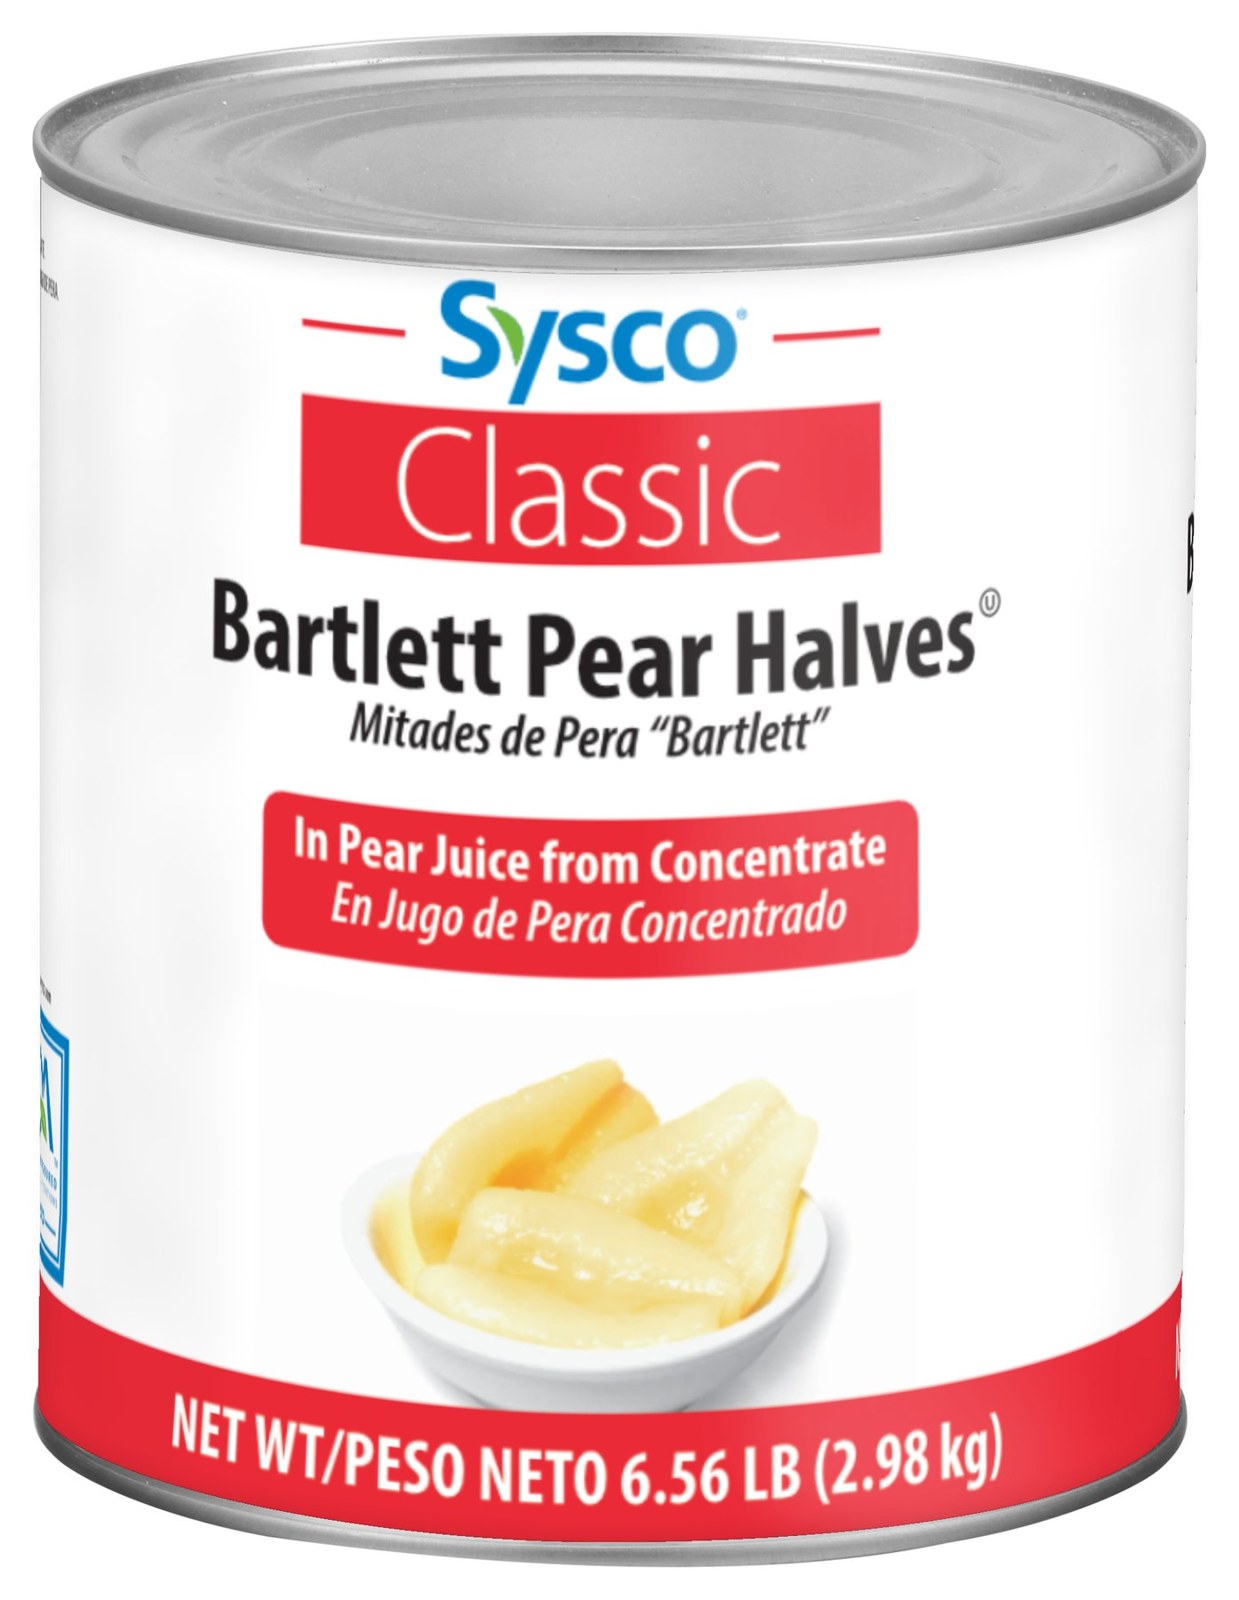 Sysco®
Classic
Bartlett Pear Halves Ⓤ
Mitades de Pera “Bartlett”
In Pear Juice from Concentrate
En Jugo de Pera Concentrado
NET WT/PESO NETO 6.56 LB (2.98 kg)